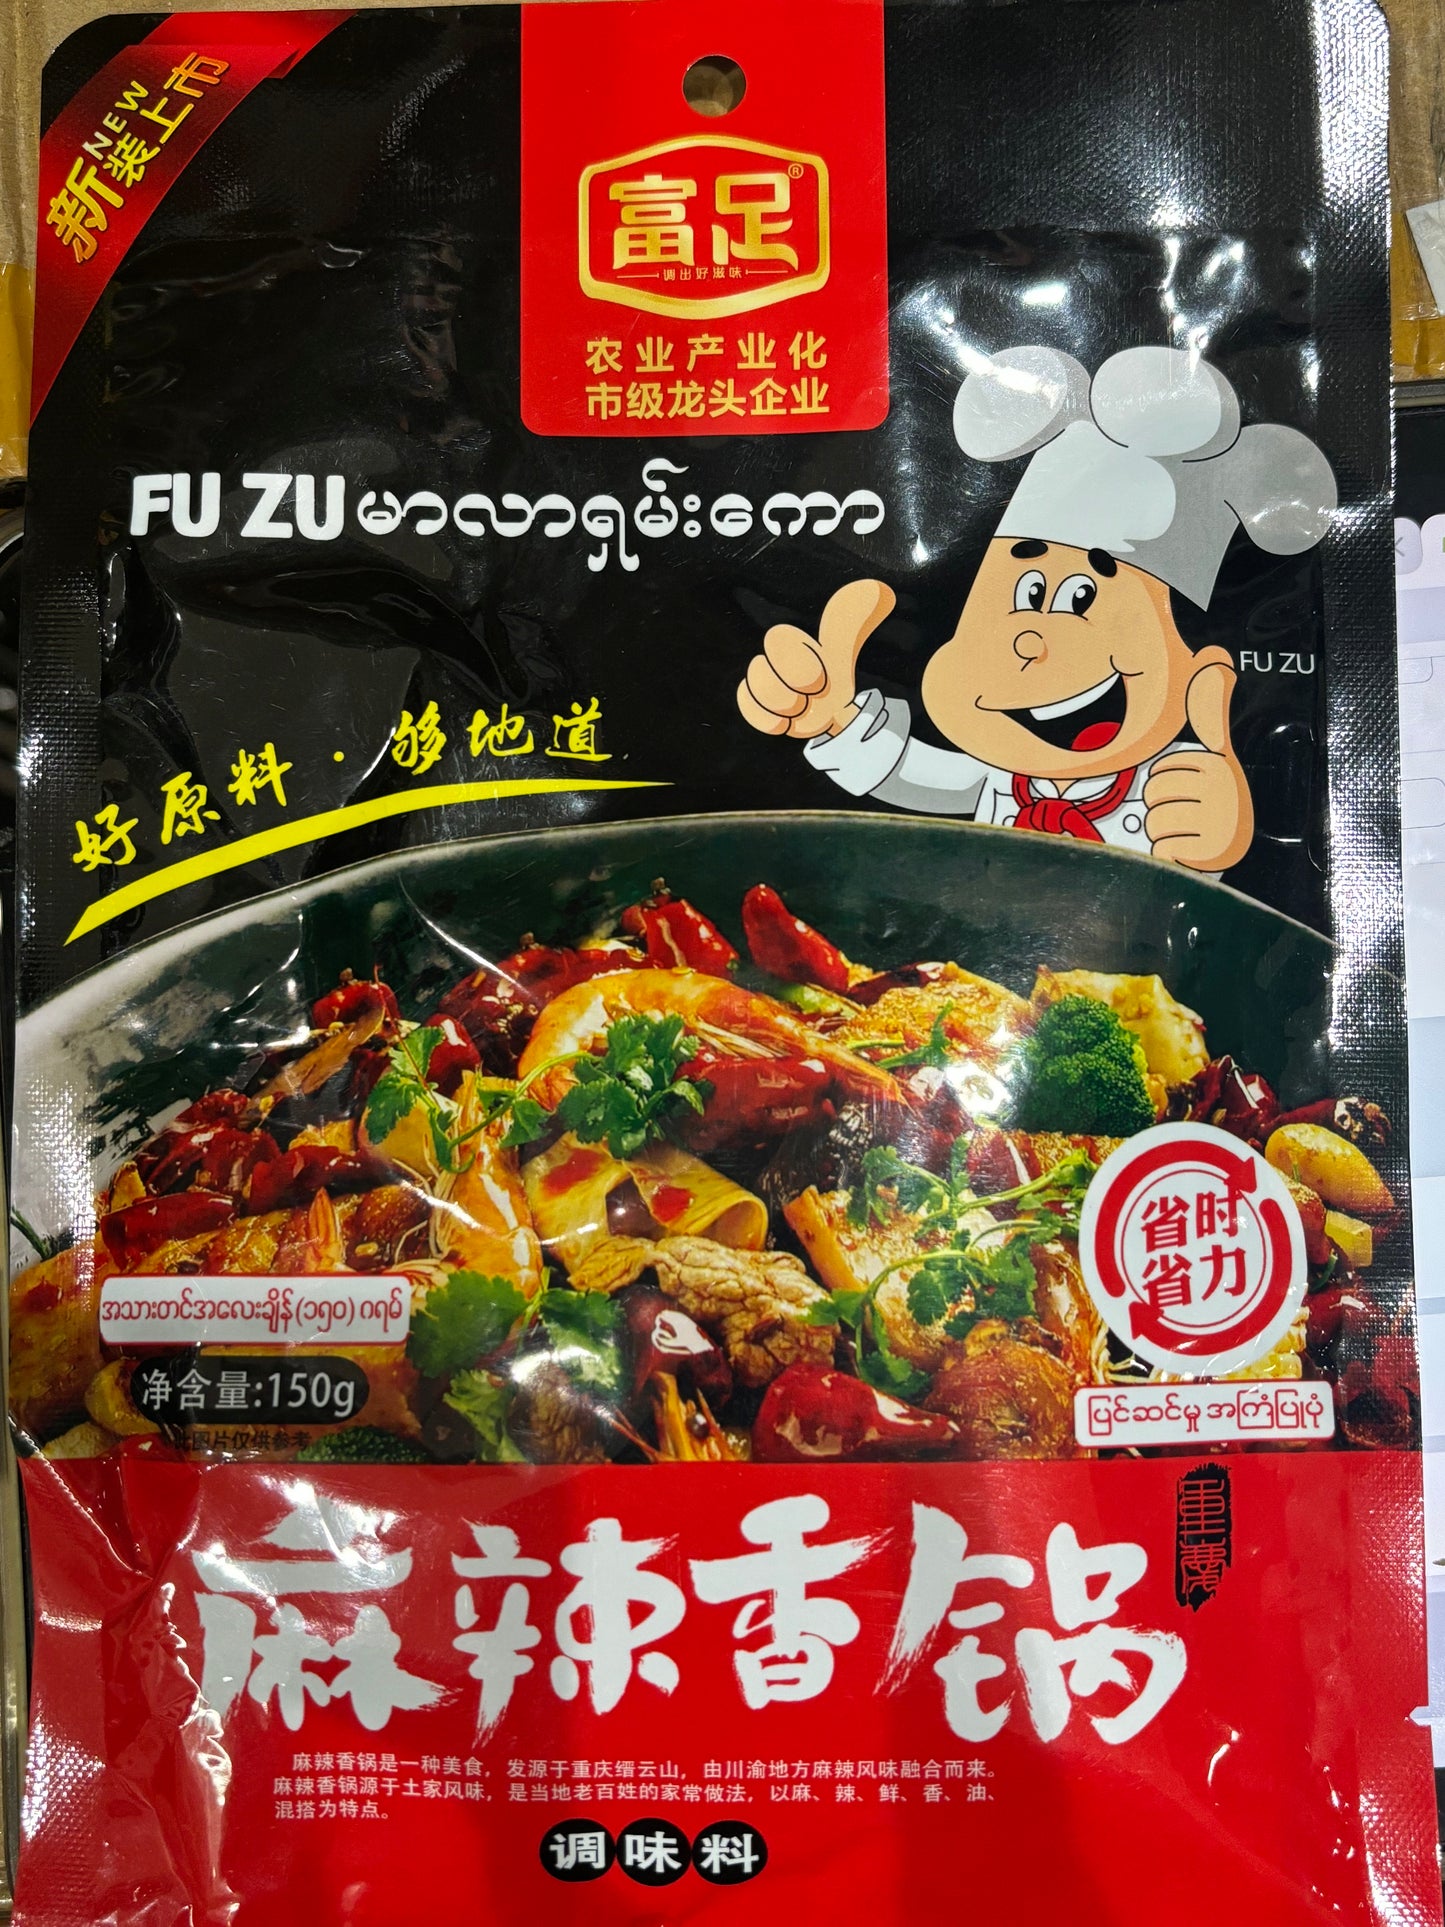 NEW
新装上市
富足®
调出好滋味
农业产业化
市级龙头企业
FU ZU မာလာရှမ်းကော
FU ZU
好原料·够地道
省时
省力
အသားတင်အလေးချိန်(၁၅၀)ဂရမ်
净含量:150g
此图片仅供参考
ပြင်ဆင်မှု အကြံပြုပုံ
麻辣香锅
麻辣香锅是一种美食，发源于重庆缙云山，由川渝地方麻辣风味融合而来。
麻辣香锅源于土家风味，是当地老百姓的家常做法，以麻、辣、鲜、香、油、
混搭为特点。
调味料